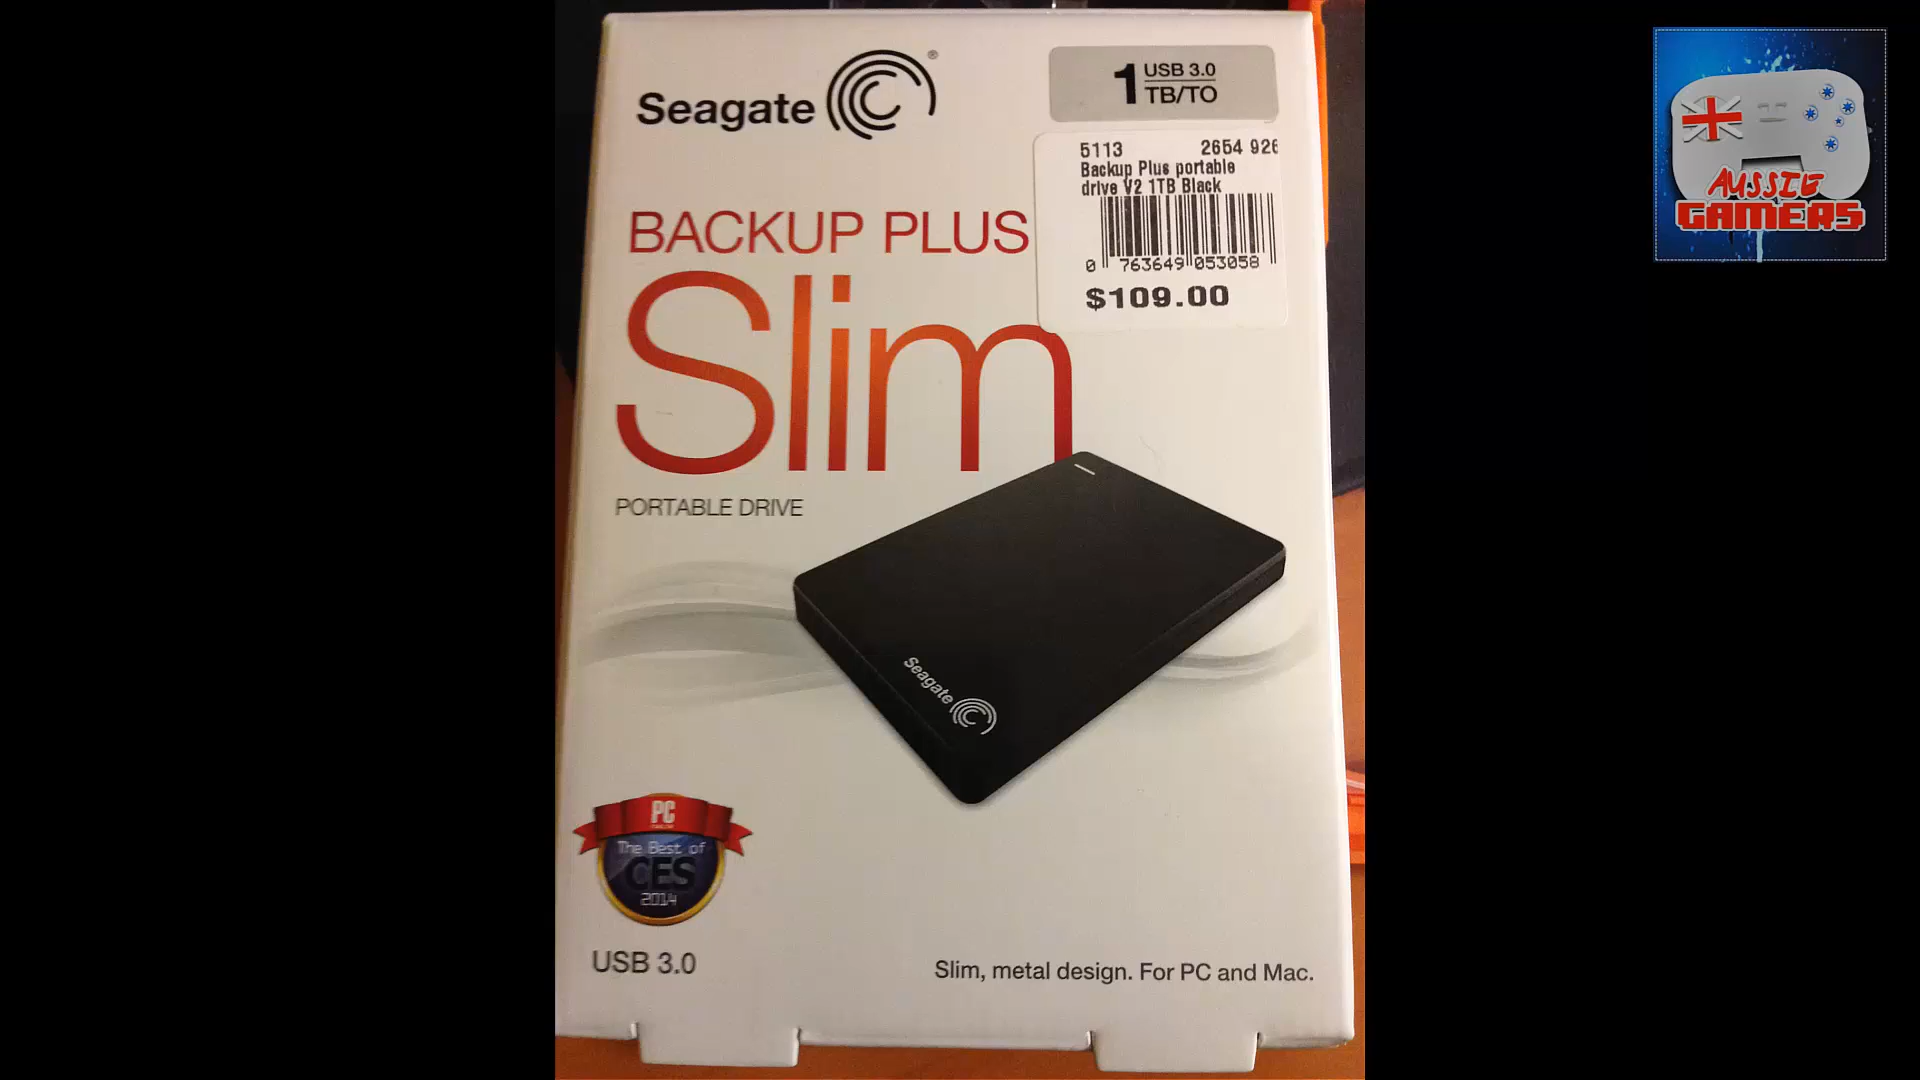 Seagate
1 USB 3.0
TB/TO
5113 2654 926
Backup Plus portable
drive V2 1TB Black
0 763649 053058
$109.00
BACKUP PLUS
Slim
PORTABLE DRIVE
Seagate
PC
The Best of
CES
2014
USB 3.0
Slim, metal design. For PC and Mac.
AUSSIE
GAMERS